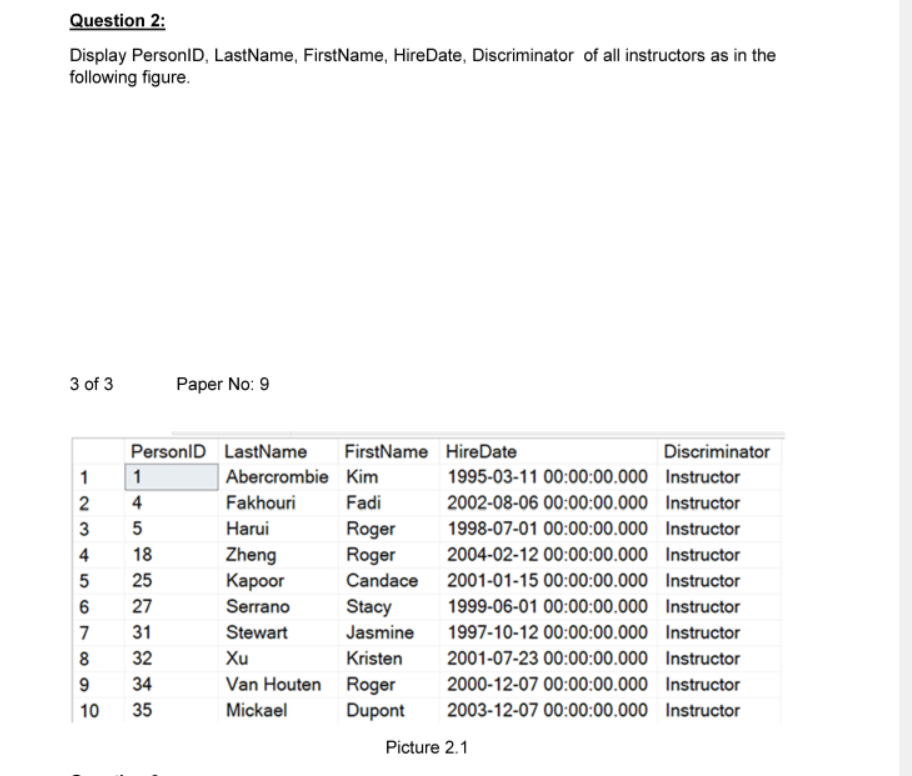 Question 2:
Display PersonID, LastName, FirstName, HireDate, Discriminator of all instructors as in the
following figure.
3 of 3 Paper No: 9
PersonID LastName FirstName HireDate Discriminator
1 1 Abercrombie Kim 1995-03-11 00:00:00.000 Instructor
2 4 Fakhouri Fadi 2002-08-06 00:00:00.000 Instructor
3 5 Harui Roger 1998-07-01 00:00:00.000 Instructor
4 18 Zheng Roger 2004-02-12 00:00:00.000 Instructor
5 25 Kapoor Candace 2001-01-15 00:00:00.000 Instructor
6 27 Serrano Stacy 1999-06-01 00:00:00.000 Instructor
7 31 Stewart Jasmine 1997-10-12 00:00:00.000 Instructor
8 32 Xu Kristen 2001-07-23 00:00:00.000 Instructor
9 34 Van Houten Roger 2000-12-07 00:00:00.000 Instructor
10 35 Mickael Dupont 2003-12-07 00:00:00.000 Instructor
Picture 2.1